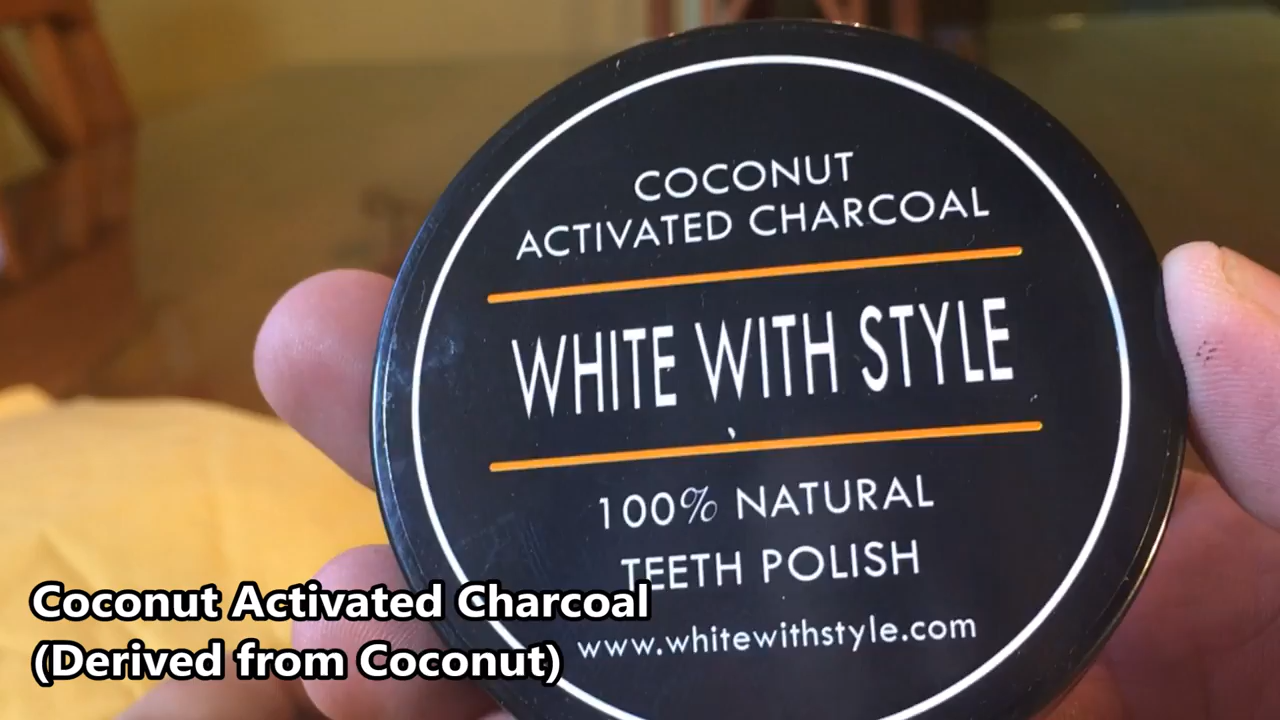 COCONUT
ACTIVATED CHARCOAL
WHITE WITH STYLE
100% NATURAL
TEETH POLISH
www.whitewithstyle.com
Coconut Activated Charcoal
(Derived from Coconut)